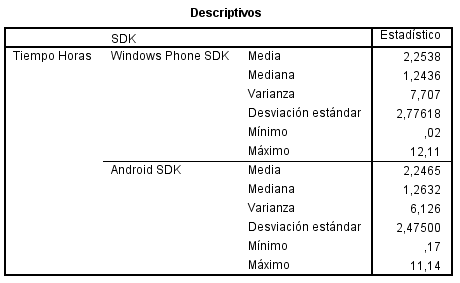 Descriptivos
SDK Estadístico
Tiempo Horas Windows Phone SDK Media 2,2538
Mediana 1,2436
Varianza 7,707
Desviación estándar 2,77618
Mínimo ,02
Máximo 12,11
Android SDK Media 2,2465
Mediana 1,2632
Varianza 6,126
Desviación estándar 2,47500
Mínimo ,17
Máximo 11,14